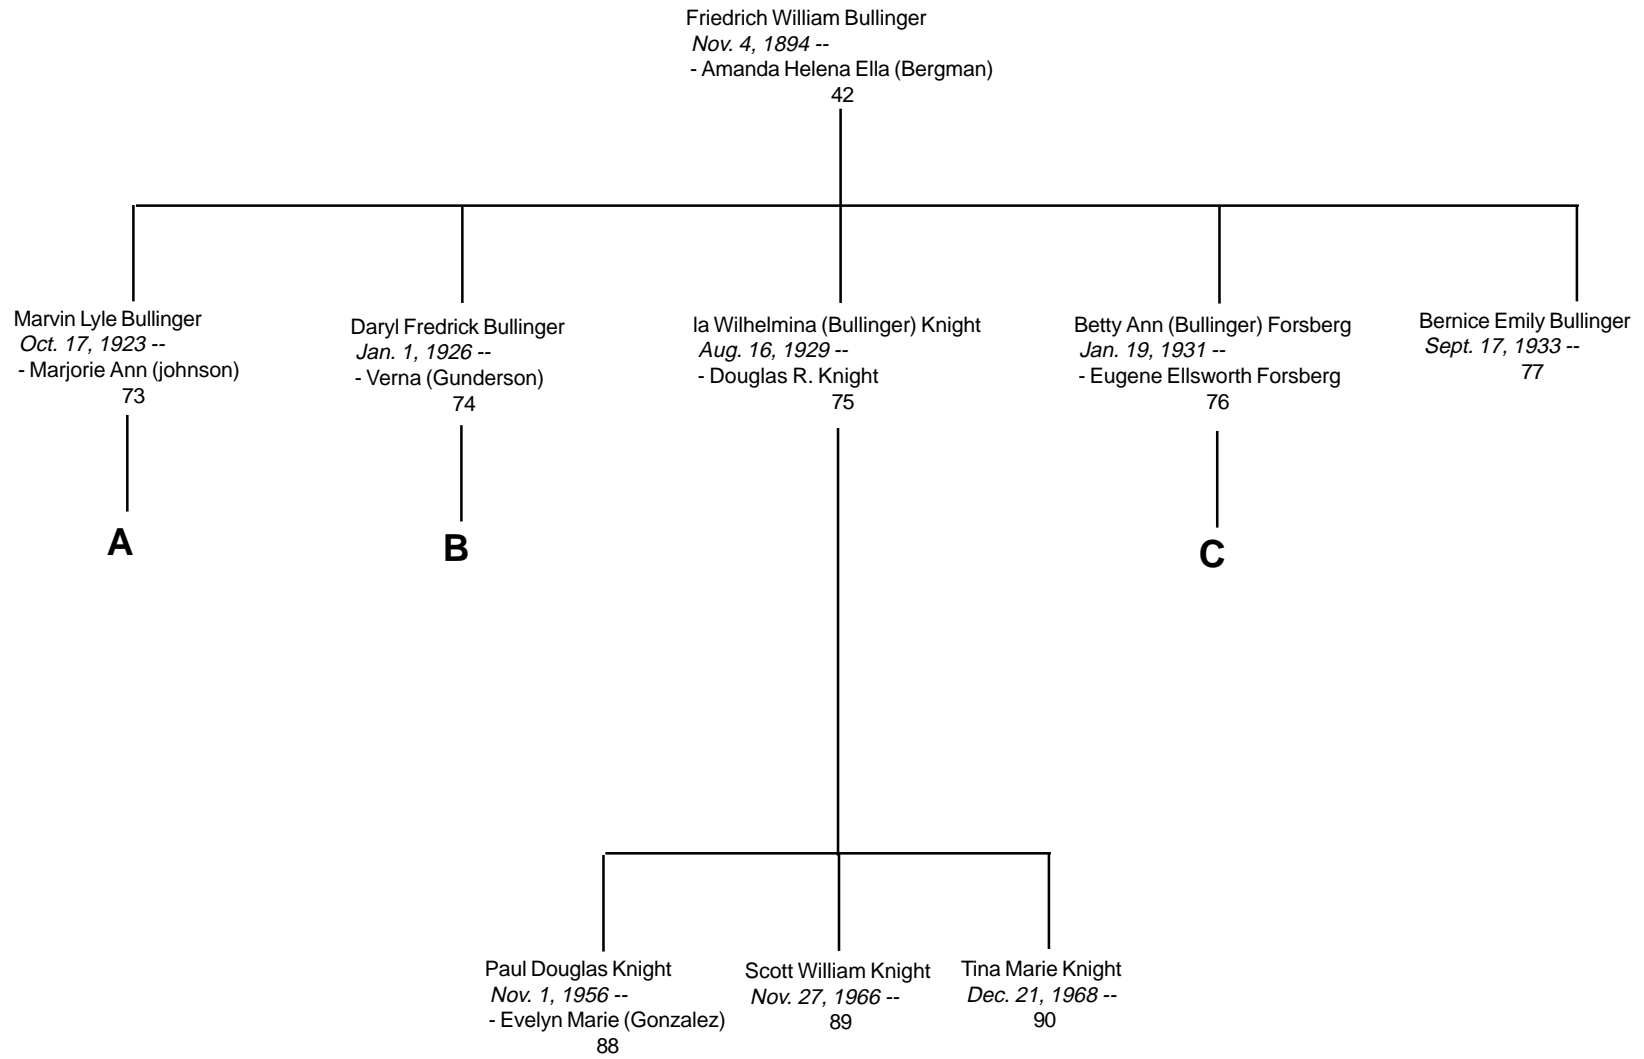 Friedrich William Bullinger
Nov. 4, 1894 --
- Amanda Helena Ella (Bergman)
42
Marvin Lyle Bullinger
Oct. 17, 1923 --
- Marjorie Ann (johnson)
73
A
Daryl Fredrick Bullinger
Jan. 1, 1926 --
- Verna (Gunderson)
74
B
Ia Wilhelmina (Bullinger) Knight
Aug. 16, 1929 --
- Douglas R. Knight
75
Betty Ann (Bullinger) Forsberg
Jan. 19, 1931 --
- Eugene Ellsworth Forsberg
76
C
Bernice Emily Bullinger
Sept. 17, 1933 --
77
Paul Douglas Knight
Nov. 1, 1956 --
- Evelyn Marie (Gonzalez)
88
Scott William Knight
Nov. 27, 1966 --
89
Tina Marie Knight
Dec. 21, 1968 --
90